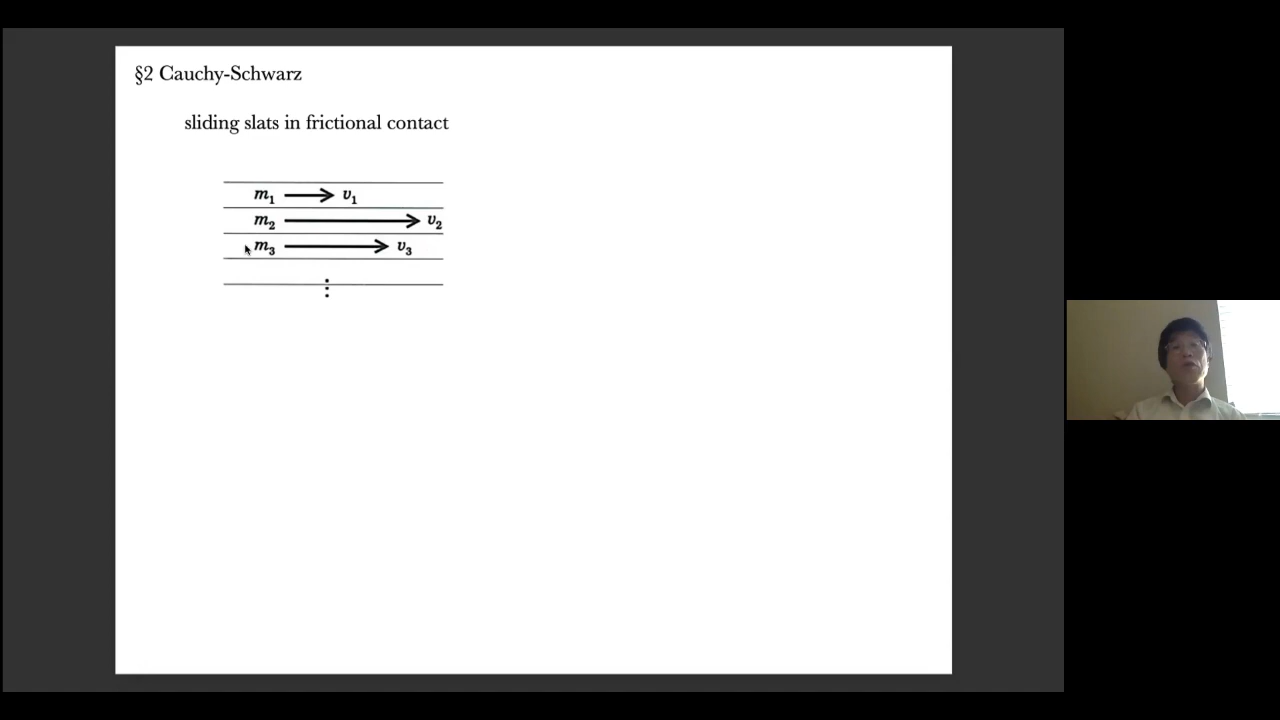 §2 Cauchy-Schwarz
sliding slats in frictional contact
m₁ v₁
m₂ v₂
m₃ v₃
⋮